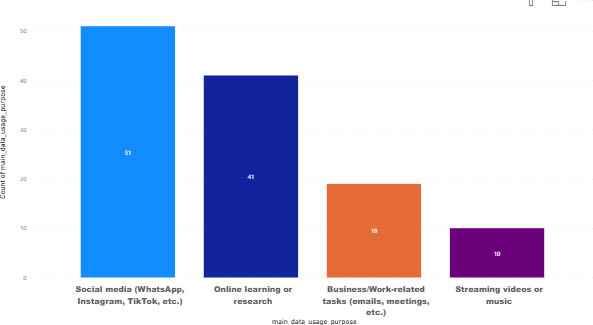 Count of main_data_usage_purpose
50
40
30
20
10
0
51
41
19
10
Social media (WhatsApp,
Instagram, TikTok, etc.)
Online learning or
research
Business/Work-related
tasks (emails, meetings,
etc.)
Streaming videos or
music
main_data_usage_purpose